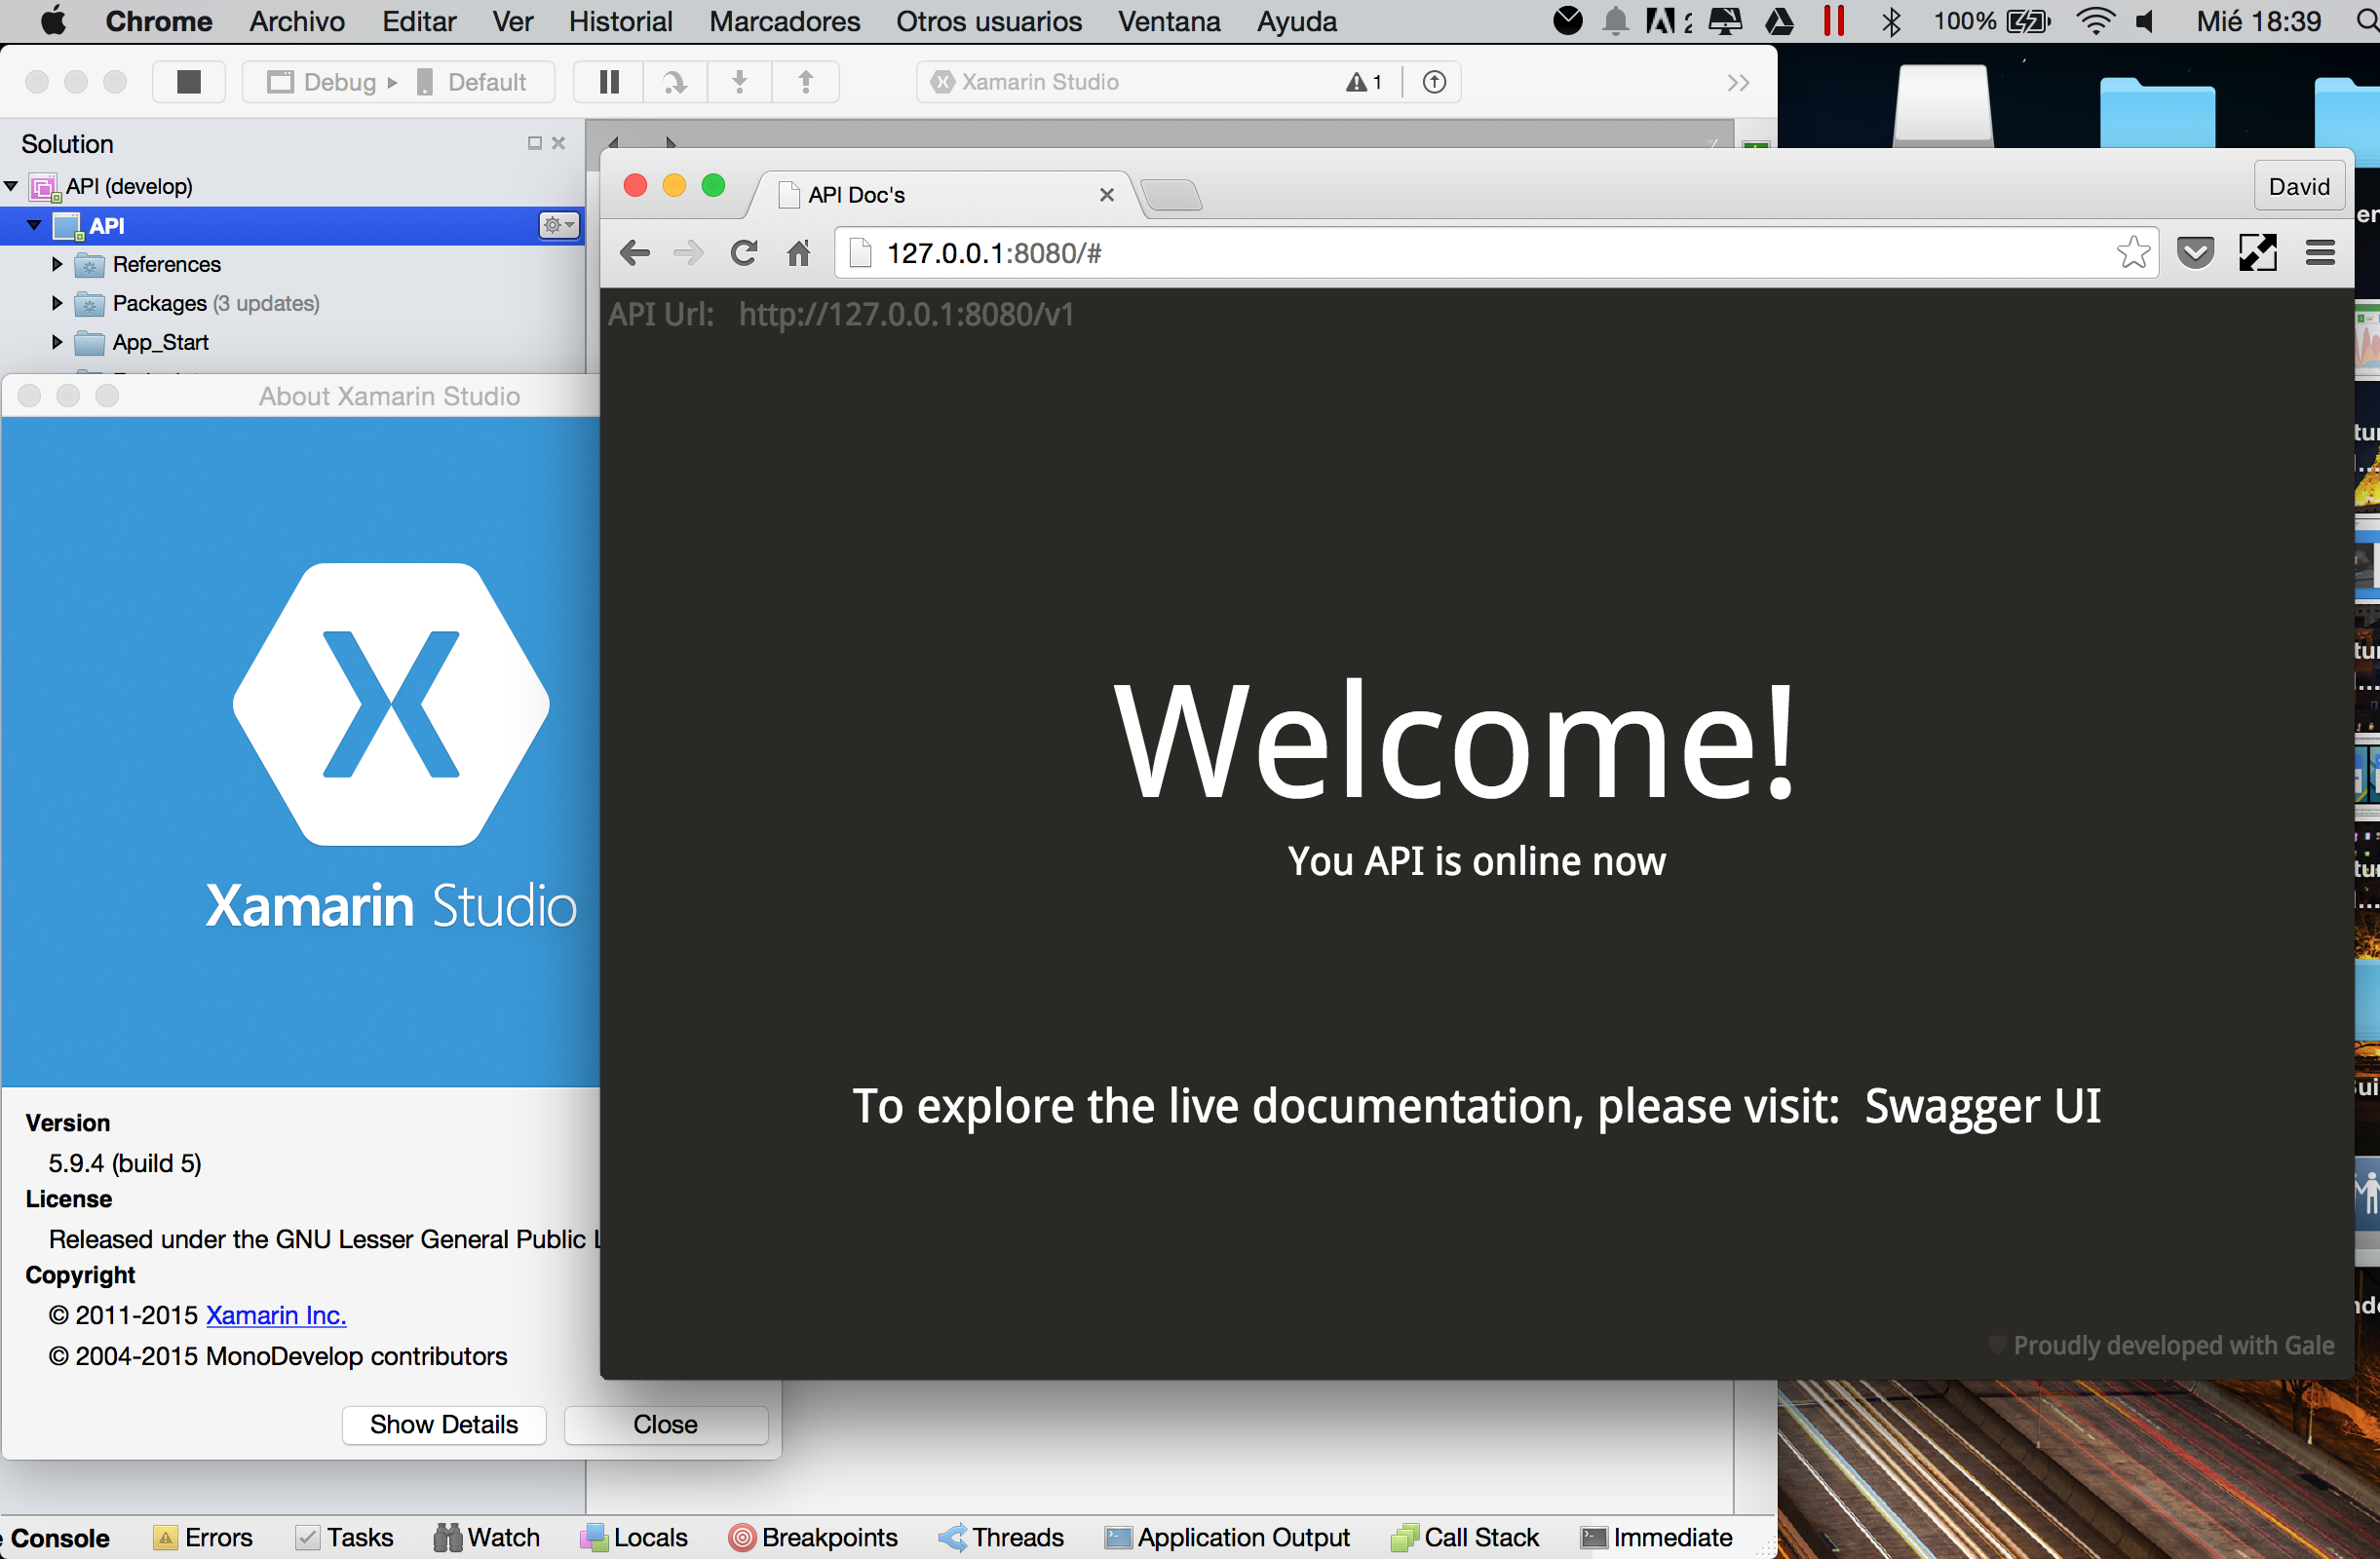 Chrome Archivo Editar Ver Historial Marcadores Otros usuarios Ventana Ayuda 2 100% Mié 18:39
Debug Default Xamarin Studio 1
Solution
API (develop)
API
References
Packages (3 updates)
App_Start
About Xamarin Studio
Xamarin Studio
Version
5.9.4 (build 5)
License
Released under the GNU Lesser General Public L
Copyright
© 2011-2015 Xamarin Inc.
© 2004-2015 MonoDevelop contributors
Show Details Close
API Doc's
David
127.0.0.1:8080/#
API Url: http://127.0.0.1:8080/v1
Welcome!
You API is online now
To explore the live documentation, please visit: Swagger UI
Proudly developed with Gale
Console Errors Tasks Watch Locals Breakpoints Threads Application Output Call Stack Immediate